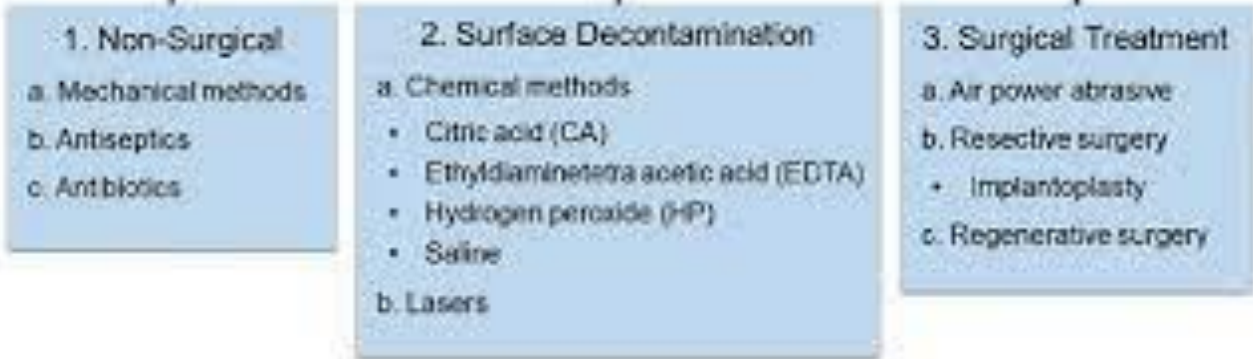 1. Non-Surgical
a. Mechanical methods
b. Antiseptics
c. Antibiotics
2. Surface Decontamination
a. Chemical methods
• Citric acid (CA)
• Ethyldiaminetetra acetic acid (EDTA)
• Hydrogen peroxide (HP)
• Saline
b. Lasers
3. Surgical Treatment
a. Air power abrasive
b. Resective surgery
• Implantoplasty
c. Regenerative surgery